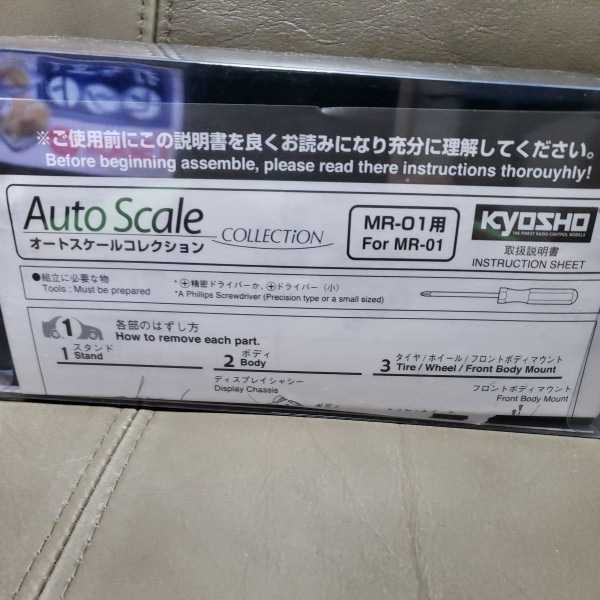 ※ご使用前にこの説明書を良くお読みになり充分に理解してください。
Before beginning assemble, please read there instructions thorouyhly!
Auto Scale COLLECTiON
オートスケールコレクション
MR-01用
For MR-01
KYOSHO
THE FINEST RADIO CONTROL MODELS
取扱説明書
INSTRUCTION SHEET
●組立に必要な物
Tools : Must be prepared
*⊕精密ドライバーか、⊕ドライバー（小）
*A Phillips Screwdriver (Precision type or a small sized)
1 各部のはずし方
How to remove each part.
1 スタンド
Stand
2 ボディ
Body
3 タイヤ/ホイール/フロントボディマウント
Tire / Wheel / Front Body Mount
ディスプレイシャシー
Display Chassis
フロントボディマウント
Front Body Mount